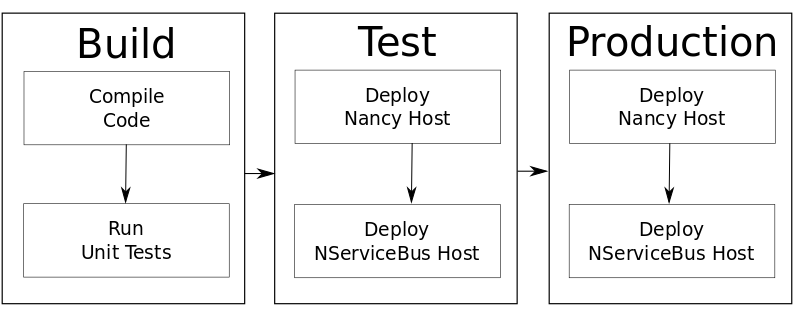 Build
Compile
Code
Run
Unit Tests
Test
Deploy
Nancy Host
Deploy
NServiceBus Host
Production
Deploy
Nancy Host
Deploy
NServiceBus Host